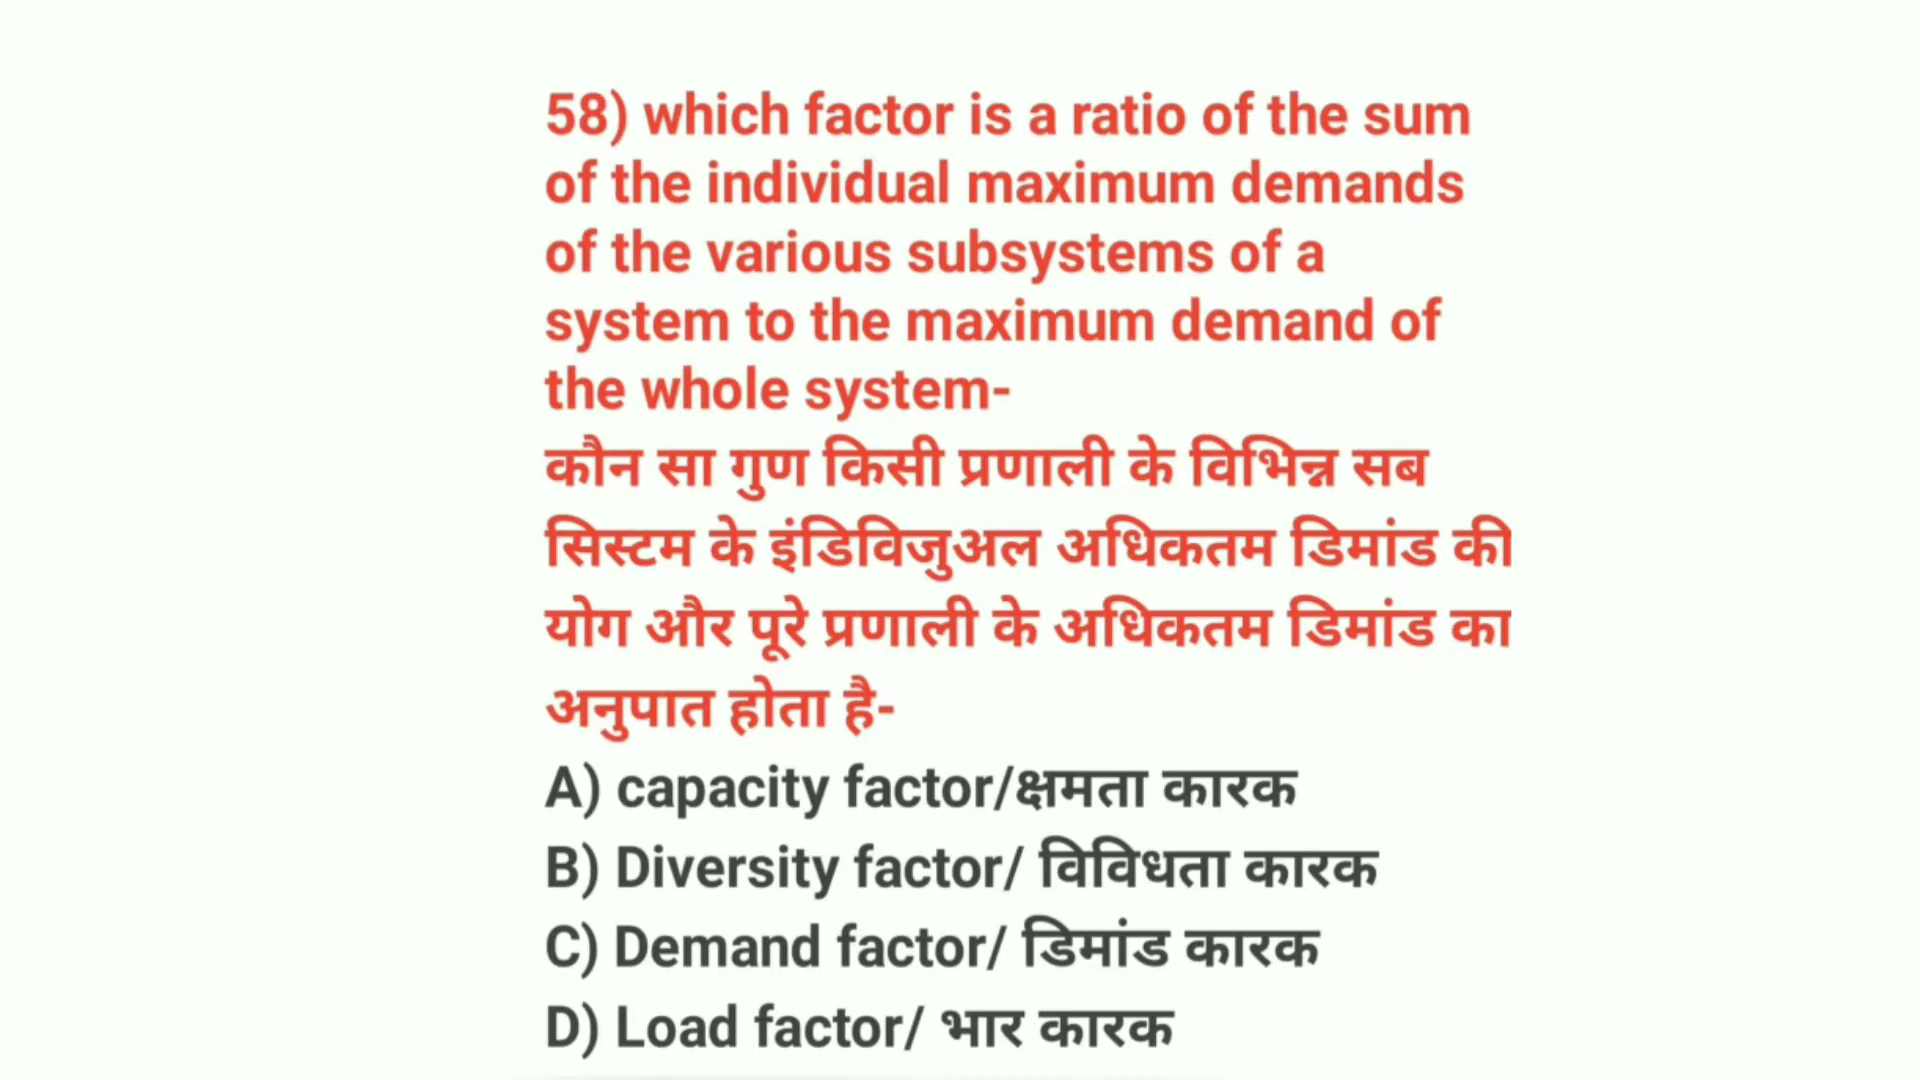 58) which factor is a ratio of the sum
of the individual maximum demands
of the various subsystems of a
system to the maximum demand of
the whole system-
कौन सा गुण किसी प्रणाली के विभिन्न सब
सिस्टम के इंडिविजुअल अधिकतम डिमांड की
योग और पूरे प्रणाली के अधिकतम डिमांड का
अनुपात होता है-
A) capacity factor/क्षमता कारक
B) Diversity factor/ विविधता कारक
C) Demand factor/ डिमांड कारक
D) Load factor/ भार कारक